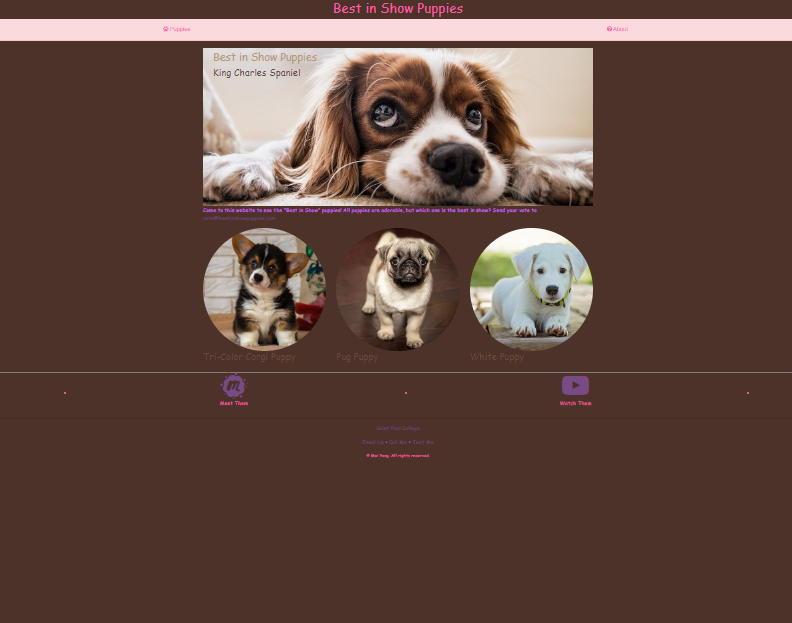 Best in Show Puppies
Puppies
About
Best in Show Puppies
King Charles Spaniel
Come to this website to see the "Best in Show" puppies! All puppies are adorable, but which one is the best in show? Send your vote to
Tri-Color Corgi Puppy
Pug Puppy
White Puppy
m
Meet Them
Watch Them
Saint Paul College
Email Us • Call Me • Text Me
All rights reserved.